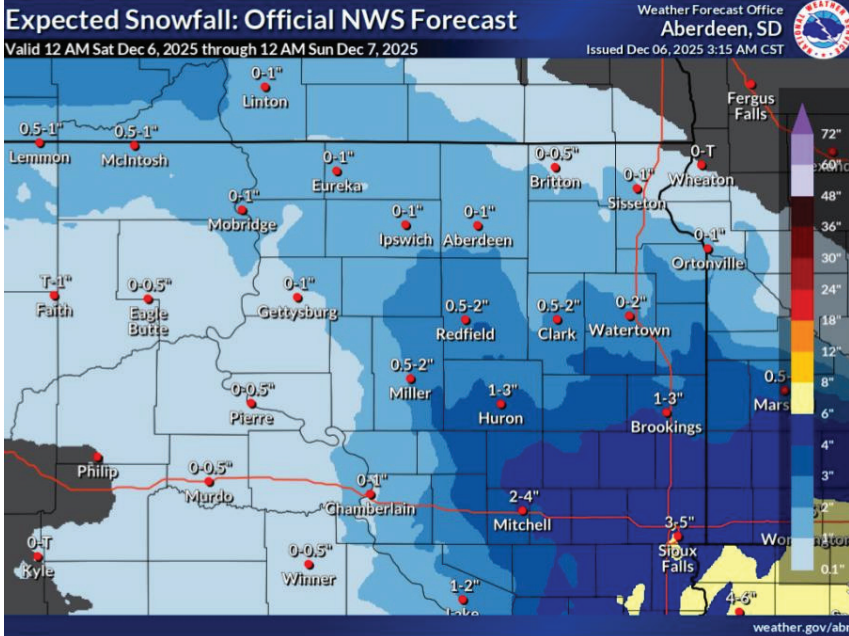 Expected Snowfall: Official NWS Forecast
Valid 12 AM Sat Dec 6, 2025 through 12 AM Sun Dec 7, 2025
Weather Forecast Office
Aberdeen, SD
Issued Dec 06, 2025 3:15 AM CST
0-1"
Linton
Fergus
Falls
0.5-1"
Lemmon
0.5-1"
McIntosh
0-1"
Eureka
0-0.5"
Britton
0-1"
Sisseton
0-T
Wheaton
0-1"
Mobridge
0-1"
Ipswich
0-1"
Aberdeen
0-1"
Ortonville
T-1"
Faith
0-0.5"
Eagle
Butte
0-1"
Gettysburg
0.5-2"
Redfield
0.5-2"
Clark
0-2"
Watertown
0.5-2"
Miller
0.5-
Mars
0-0.5"
Pierre
1-3"
Huron
1-3"
Brookings
Philip
0-0.5"
Murdo
0-1"
Chamberlain
2-4"
Mitchell
3-5"
Sioux
Falls
0-T
Kyle
0-0.5"
Winner
1-2"
Lake
4-6"
72"
60"
48"
36"
30"
24"
18"
12"
8"
6"
4"
3"
2"
1"
0.1"
weather.gov/abr